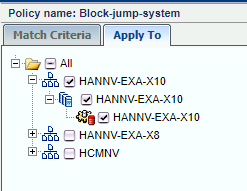 Policy name: Block-jump-system
Match Criteria Apply To
All
HANNV-EXA-X10
HANNV-EXA-X10
HANNV-EXA-X10
HANNV-EXA-X8
HCMNV